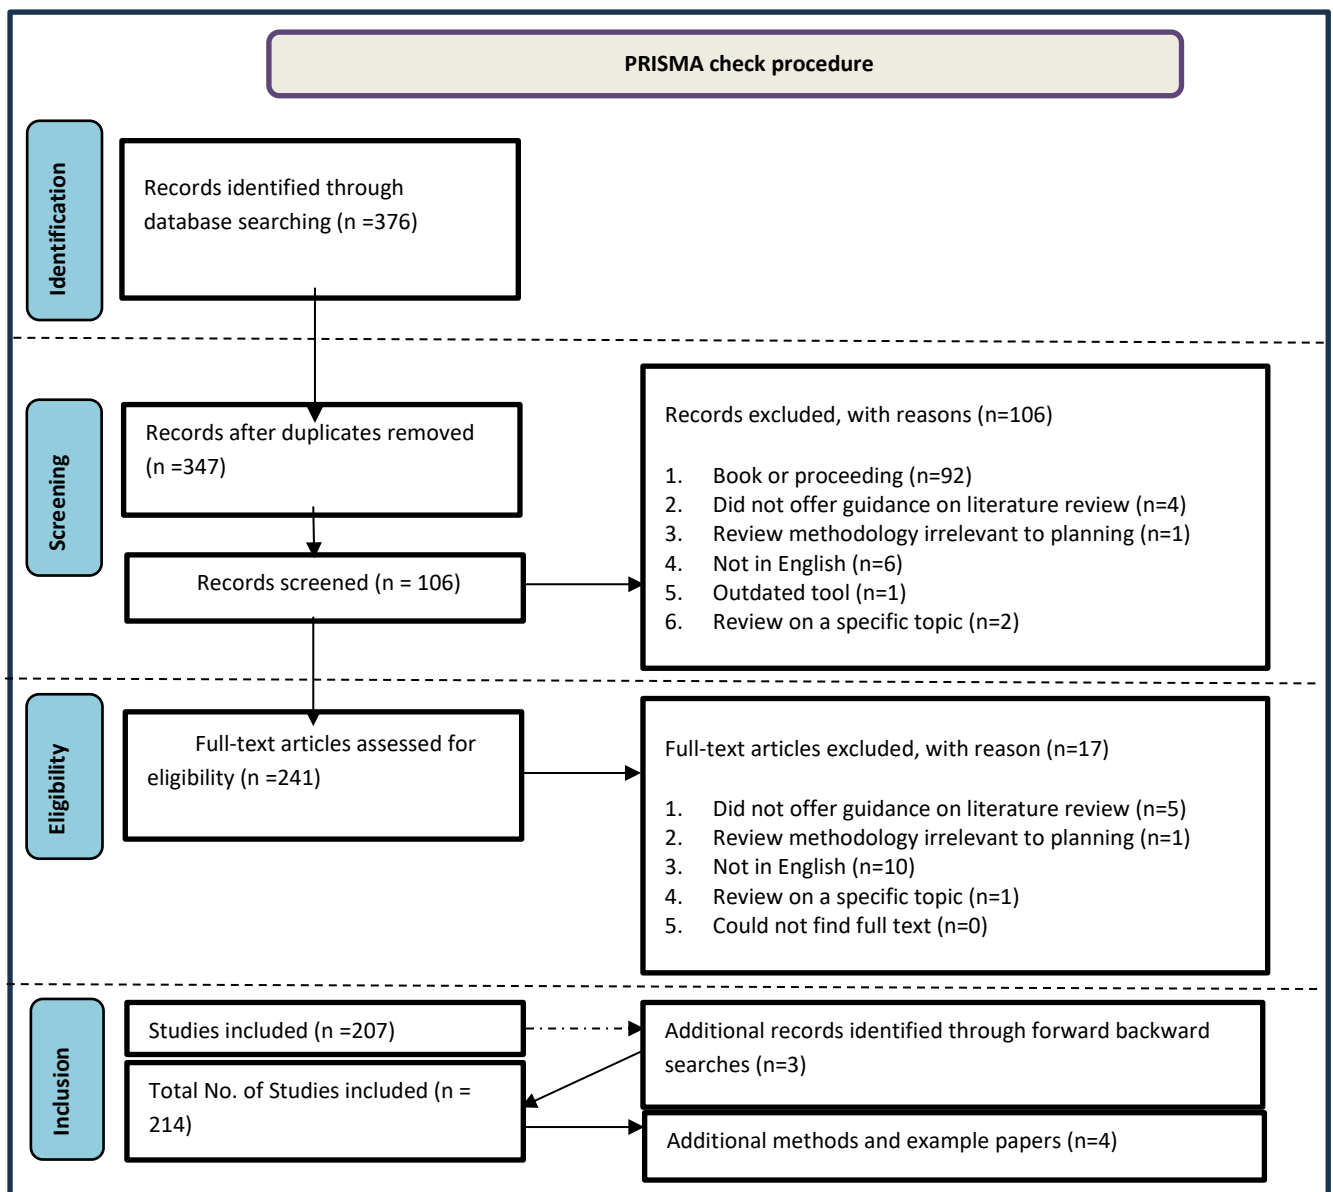 PRISMA check procedure
Identification
Records identified through
database searching (n =376)
Screening
Records after duplicates removed
(n =347)
Records screened (n = 106)
Records excluded, with reasons (n=106)
1. Book or proceeding (n=92)
2. Did not offer guidance on literature review (n=4)
3. Review methodology irrelevant to planning (n=1)
4. Not in English (n=6)
5. Outdated tool (n=1)
6. Review on a specific topic (n=2)
Eligibility
Full-text articles assessed for
eligibility (n =241)
Full-text articles excluded, with reason (n=17)
1. Did not offer guidance on literature review (n=5)
2. Review methodology irrelevant to planning (n=1)
3. Not in English (n=10)
4. Review on a specific topic (n=1)
5. Could not find full text (n=0)
Inclusion
Studies included (n =207)
Additional records identified through forward backward
searches (n=3)
Total No. of Studies included (n =
214)
Additional methods and example papers (n=4)